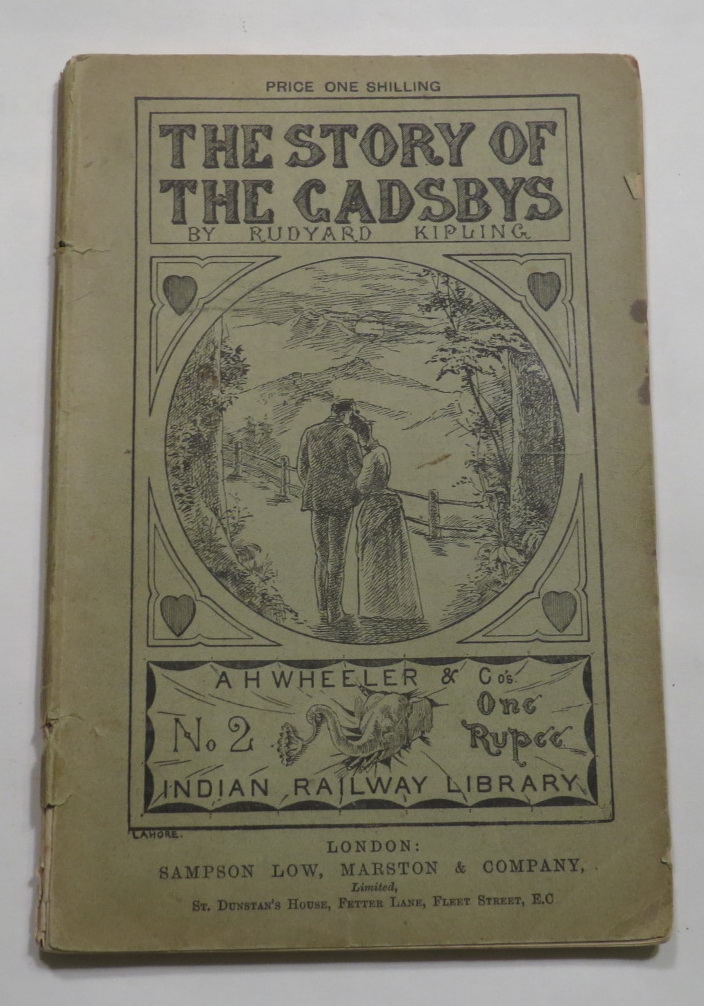 PRICE ONE SHILLING
THE STORY OF
THE GADSBYS
BY RUDYARD KIPLING
A H WHEELER & Co's.
No. 2
One
Rupee
INDIAN RAILWAY LIBRARY
LAHORE.
LONDON:
SAMPSON LOW, MARSTON & COMPANY,
Limited,
ST. DUNSTAN'S HOUSE, FETTER LANE, FLEET STREET, E.C